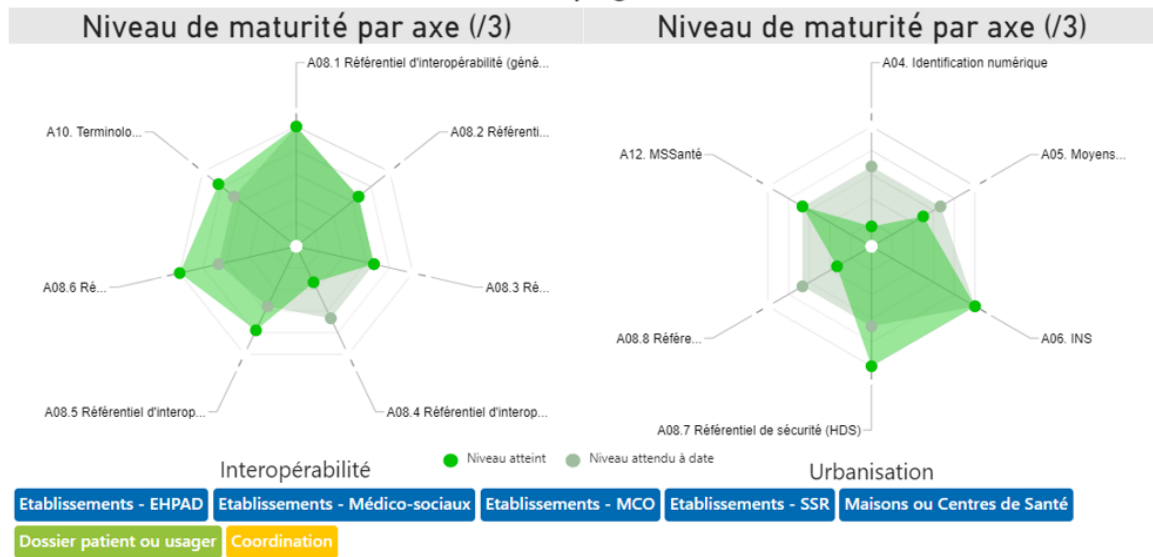 Niveau de maturité par axe (/3)
Niveau de maturité par axe (/3)
A08.1 Référentiel d'interopérabilité (géné...
A10. Terminolo...
A08.2 Référenti...
A08.6 Ré...
A08.3 Ré...
A08.5 Référentiel d'interop...
A08.4 Référentiel d'interop...
A04. Identification numérique
A12. MSSanté
A05. Moyens...
A08.8 Référe...
A06. INS
A08.7 Référentiel de sécurité (HDS)
Interopérabilité
Niveau atteint
Niveau attendu à date
Urbanisation
Etablissements - EHPAD
Etablissements - Médico-sociaux
Etablissements - MCO
Etablissements - SSR
Maisons ou Centres de Santé
Dossier patient ou usager
Coordination